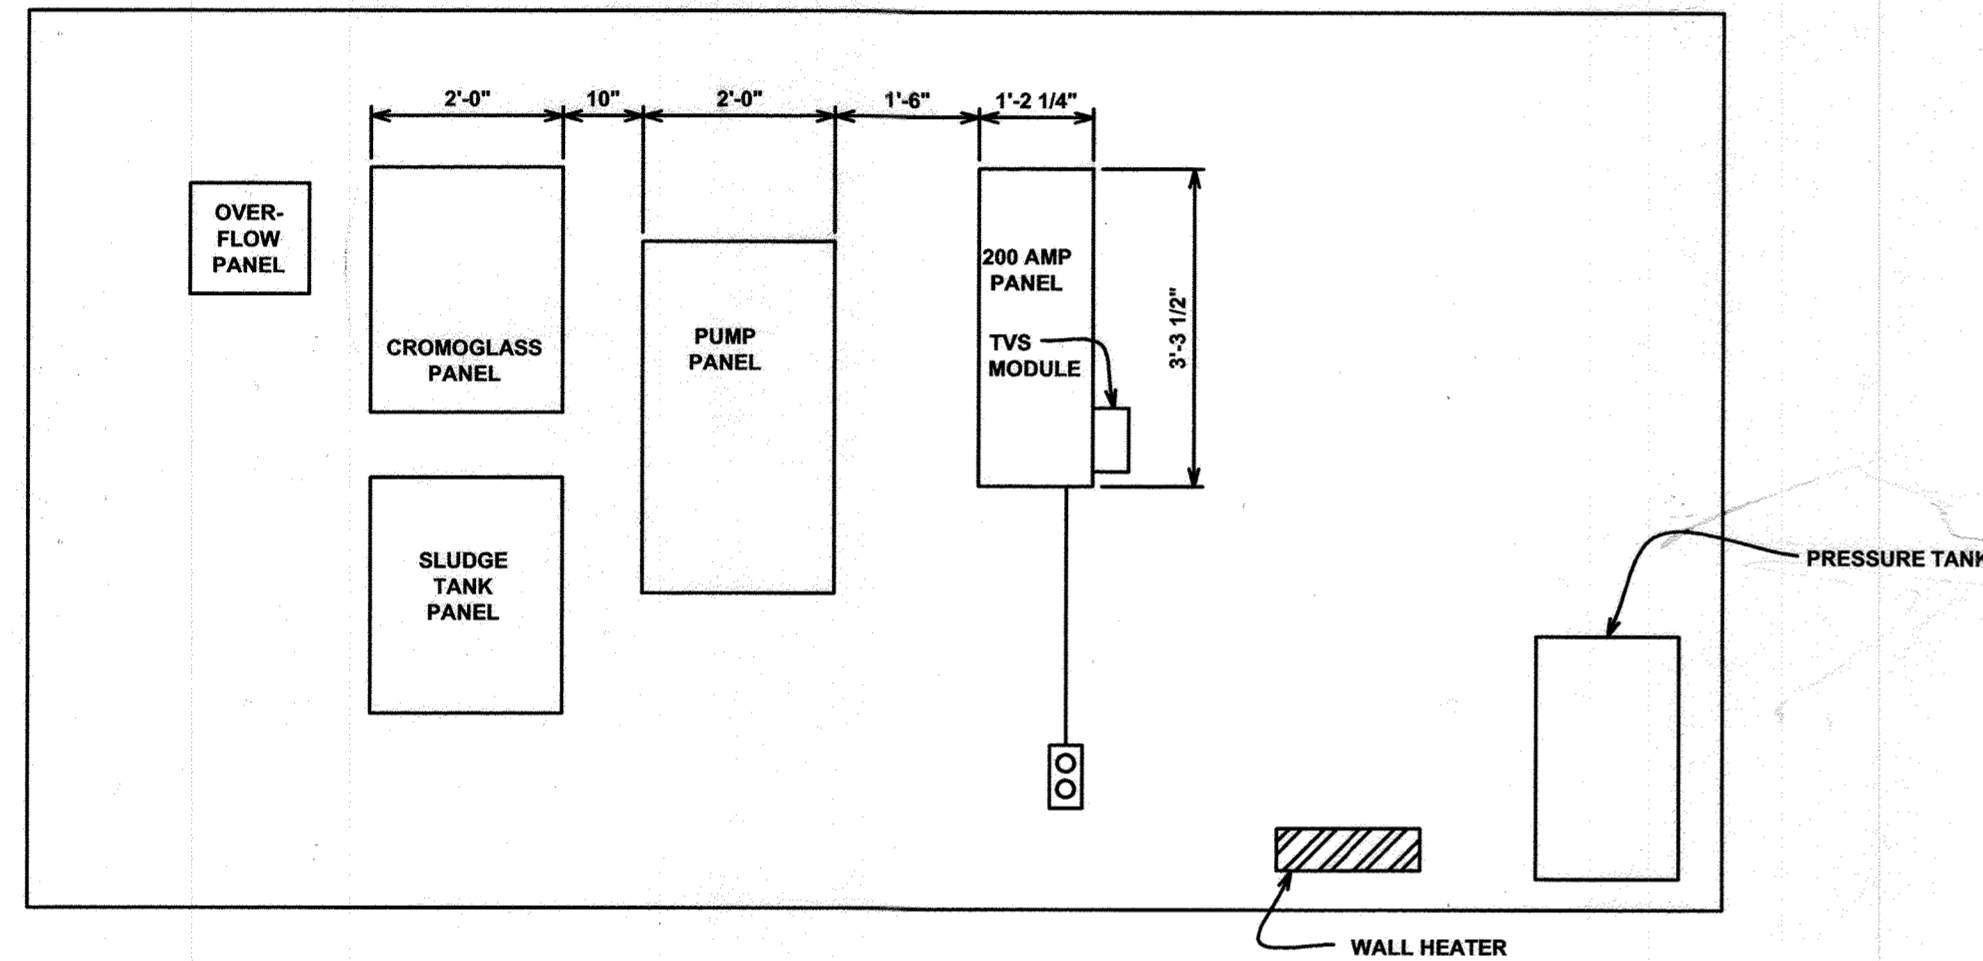 2'-0"
10"
2'-0"
1'-6"
1'-2 1/4"
OVER-
FLOW
PANEL
CROMOGLASS
PANEL
PUMP
PANEL
200 AMP
PANEL
TVS
MODULE
3'-3 1/2"
SLUDGE
TANK
PANEL
PRESSURE TANK
WALL HEATER